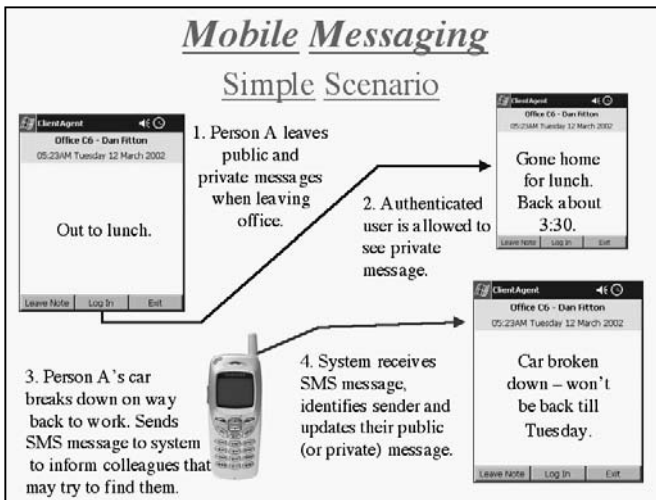 Mobile Messaging
Simple Scenario
ClientAgent
Office C6 - Dan Fitton
05:23AM Tuesday 12 March 2002
Out to lunch.
Leave Note Log In Exit
1. Person A leaves
public and
private messages
when leaving
office.
2. Authenticated
user is allowed to
see private
message.
ClientAgent
Office C6 - Dan Fitton
05:23AM Tuesday 12 March 2002
Gone home
for lunch.
Back about
3:30.
Leave Note Log In Exit
3. Person A's car
breaks down on way
back to work. Sends
SMS message to system
to inform colleagues that
may try to find them.
4. System receives
SMS message,
identifies sender and
updates their public
(or private) message.
ClientAgent
Office C6 - Dan Fitton
05:23AM Tuesday 12 March 2002
Car broken
down – won't
be back till
Tuesday.
Leave Note Log In Exit